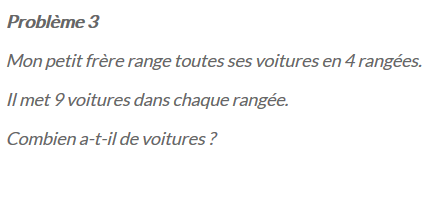 Problème 3
Mon petit frère range toutes ses voitures en 4 rangées.
Il met 9 voitures dans chaque rangée.
Combien a-t-il de voitures ?